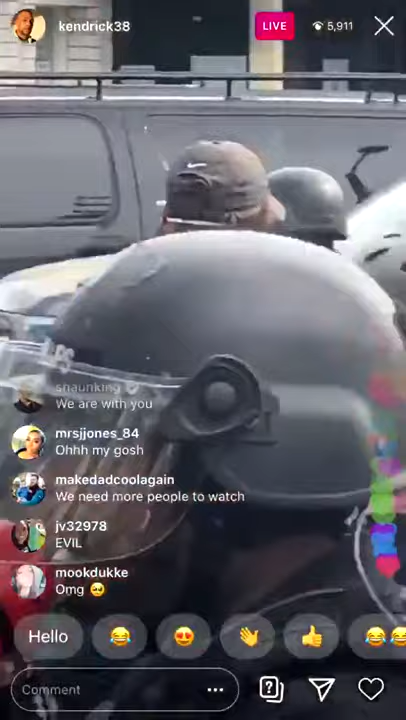 kendrick38
LIVE
5,911
shaunking
We are with you
mrsjjones_84
Ohhh my gosh
makedadcoolagain
We need more people to watch
jv32978
EVIL
mookdukke
Omg 🥺
Hello
Comment